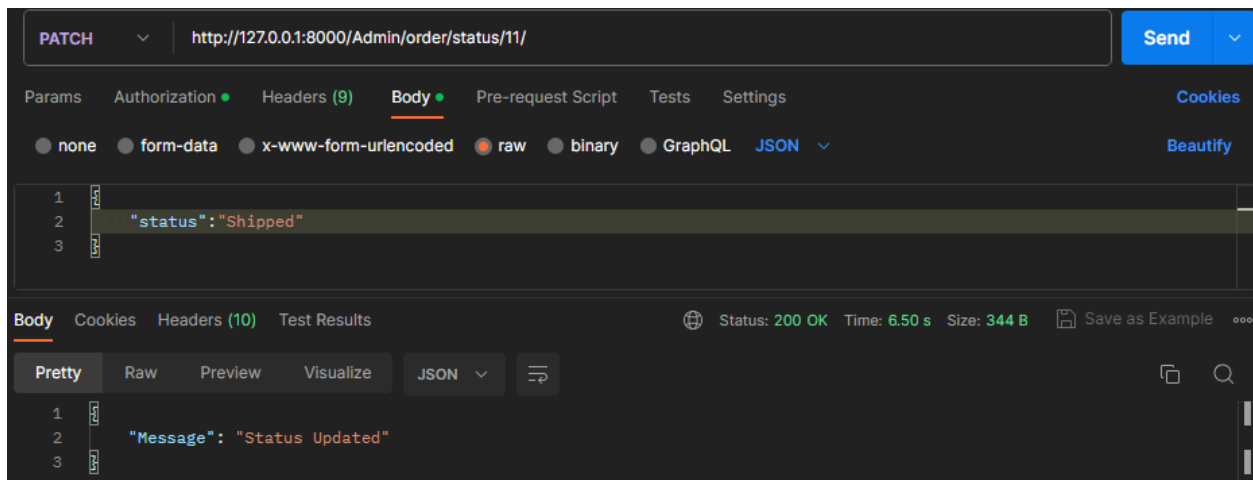 PATCH http://127.0.0.1:8000/Admin/order/status/11/ Send
Params Authorization Headers (9) Body Pre-request Script Tests Settings Cookies
none form-data x-www-form-urlencoded raw binary GraphQL JSON Beautify
1 {
2 "status":"Shipped"
3 }
Body Cookies Headers (10) Test Results Status: 200 OK Time: 6.50 s Size: 344 B Save as Example
Pretty Raw Preview Visualize JSON
1 {
2 "Message": "Status Updated"
3 }